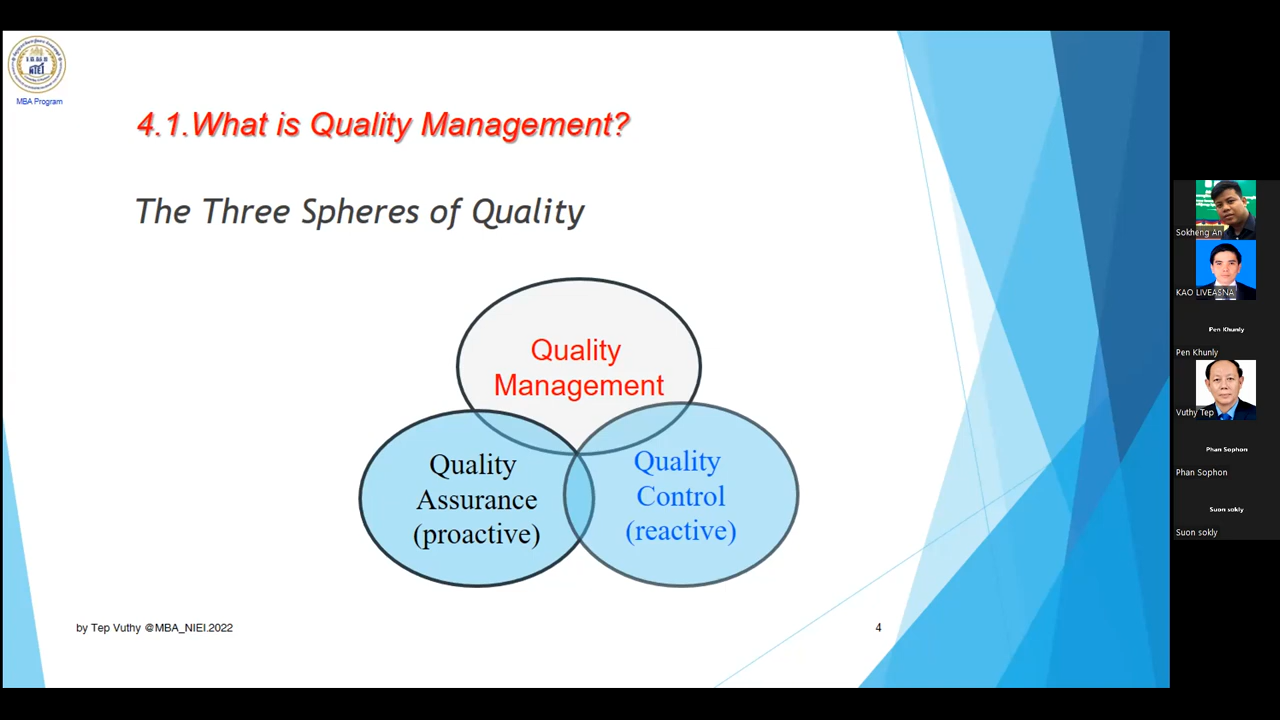 MBA Program
4.1.What is Quality Management?
The Three Spheres of Quality
Quality
Management
Quality
Assurance
(proactive)
Quality
Control
(reactive)
by Tep Vuthy @MBA_NIEI.2022
4
Sokheng An
KAO LIVEASNA
Pen Khunly
Pen Khunly
Vuthy Tep
Phan Sophon
Phan Sophon
Suon sokly
Suon sokly